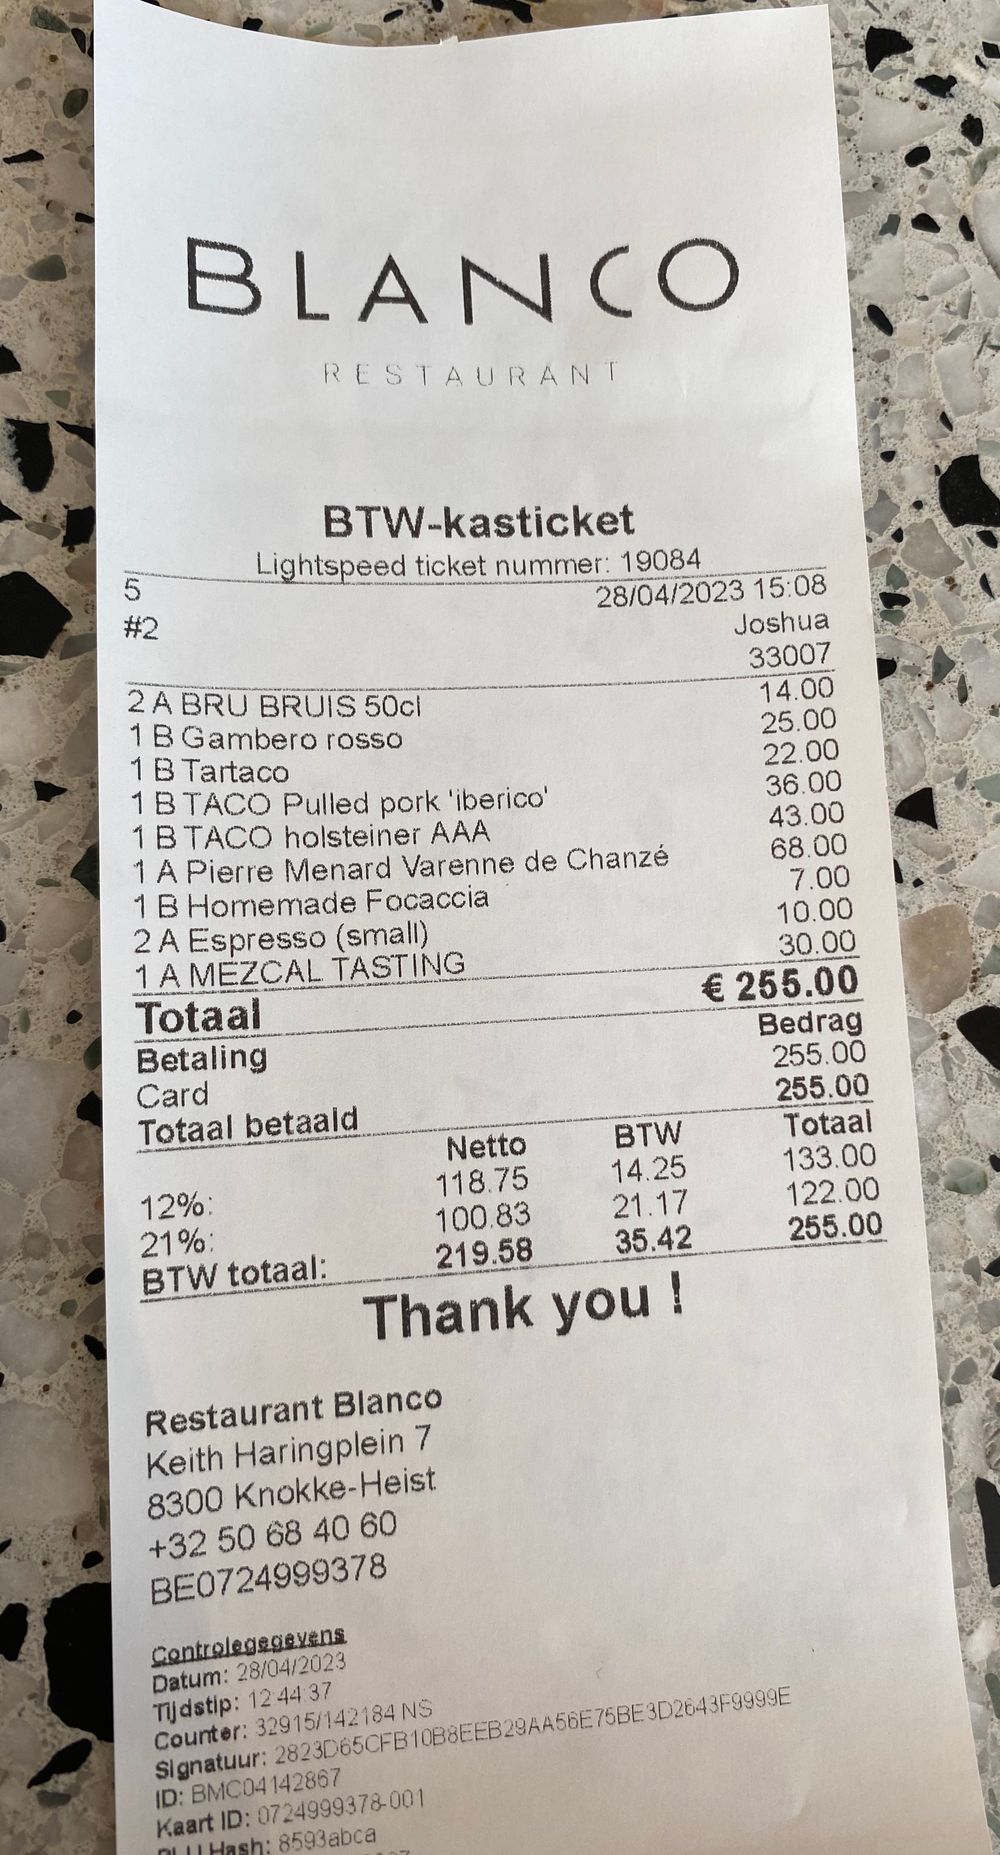 BLANCO
RESTAURANT
BTW-kasticket
Lightspeed ticket nummer: 19084
5 28/04/2023 15:08
#2 Joshua
33007
2 A BRU BRUIS 50cl 14.00
1 B Gambero rosso 25.00
1 B Tartaco 22.00
1 B TACO Pulled pork 'iberico' 36.00
1 B TACO holsteiner AAA 43.00
1 A Pierre Menard Varenne de Chanzé 68.00
1 B Homemade Focaccia 7.00
2 A Espresso (small) 10.00
1 A MEZCAL TASTING 30.00
Totaal € 255.00
Betaling Bedrag
Card 255.00
Totaal betaald 255.00
Netto BTW Totaal
12%: 118.75 14.25 133.00
21%: 100.83 21.17 122.00
BTW totaal: 219.58 35.42 255.00
Thank you !
Restaurant Blanco
Keith Haringplein 7
8300 Knokke-Heist
+32 50 68 40 60
BE0724999378
Controlegegevens
Datum: 28/04/2023
Tijdstip: 12:44:37
Counter: 32915/142184 NS
Signatuur: 2823D65CFB10B8EEB29AA56E75BE3D2643F9999E
ID: BMC04142867
Kaart ID: 0724999378-001
PLU Hash: 8593abca